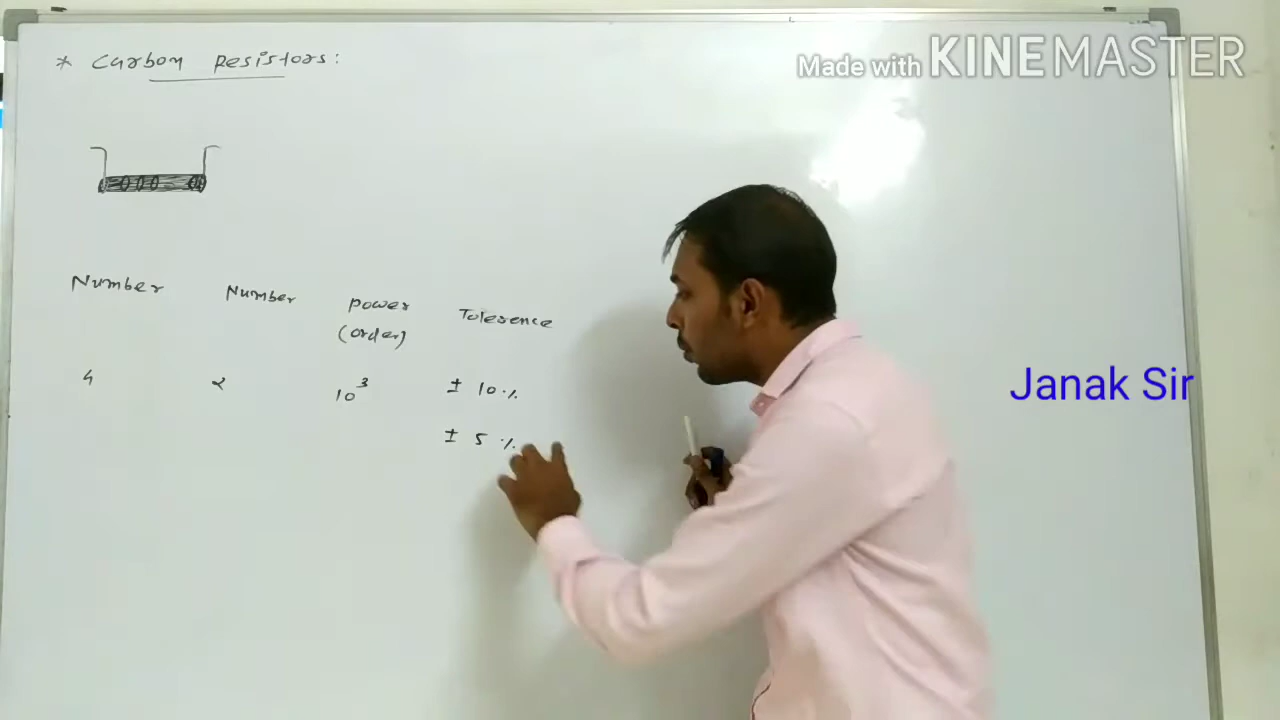 * Carbon Resistors:
Made with KINEMASTER
Number Number power Tolerence
(order)
Janak Sir
4 2 10³ ± 10 %
± 5 %